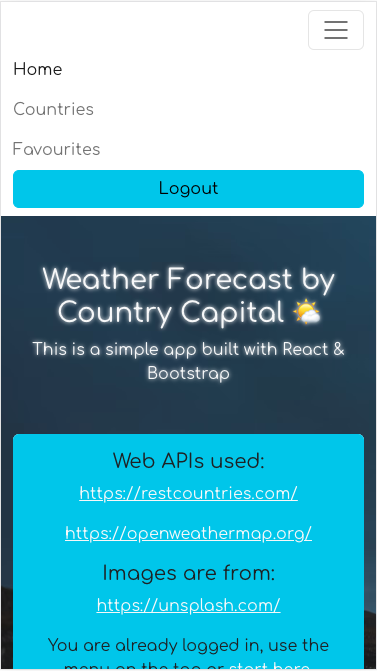 Home
Countries
Favourites
Logout
Weather Forecast by
Country Capital 🌤️
This is a simple app built with React &
Bootstrap
Web APIs used:
https://restcountries.com/
https://openweathermap.org/
Images are from:
https://unsplash.com/
You are already logged in, use the
menu on the top or start here